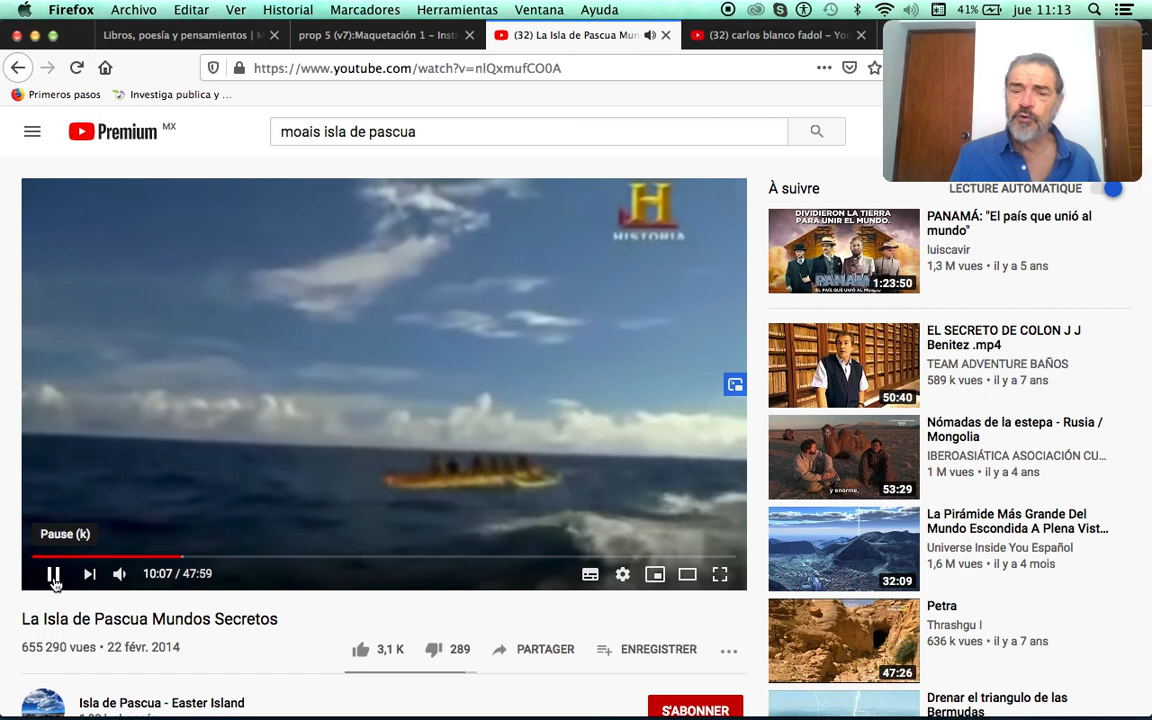 Firefox Archivo Editar Ver Historial Marcadores Herramientas Ventana Ayuda 41% jue 11:13
Libros, poesía y pensamientos | M prop 5 (v7):Maquetación 1 - Inst (32) La Isla de Pascua Mun (32) carlos blanco fadol - You
https://www.youtube.com/watch?v=nlQxmufCO0A
Primeros pasos Investiga publica y ...
Premium MX moais isla de pascua
À suivre LECTURE AUTOMATIQUE
H
HISTORIA
DIVIDIERON LA TIERRA
PARA UNIR EL MUNDO.
PANAMÁ
EL PAÍS QUE UNIÓ AL
1:23:50
PANAMÁ: "El país que unió al
mundo"
luiscavir
1,3 M vues • il y a 5 ans
50:40
EL SECRETO DE COLON J J
Benitez .mp4
TEAM ADVENTURE BAÑOS
589 k vues • il y a 7 ans
y enorme,
53:29
Nómadas de la estepa - Rusia /
Mongolia
IBEROASIÁTICA ASOCIACIÓN CU...
1 M vues • il y a 4 ans
32:09
La Pirámide Más Grande Del
Mundo Escondida A Plena Vist...
Universe Inside You Español
1,6 M vues • il y a 4 mois
47:26
Petra
Thrashgu I
636 k vues • il y a 7 ans
Drenar el triangulo de las
Bermudas
Pause (k)
10:07 / 47:59
La Isla de Pascua Mundos Secretos
655 290 vues • 22 févr. 2014
3,1 K 289 PARTAGER ENREGISTRER
Isla de Pascua - Easter Island
S'ABONNER